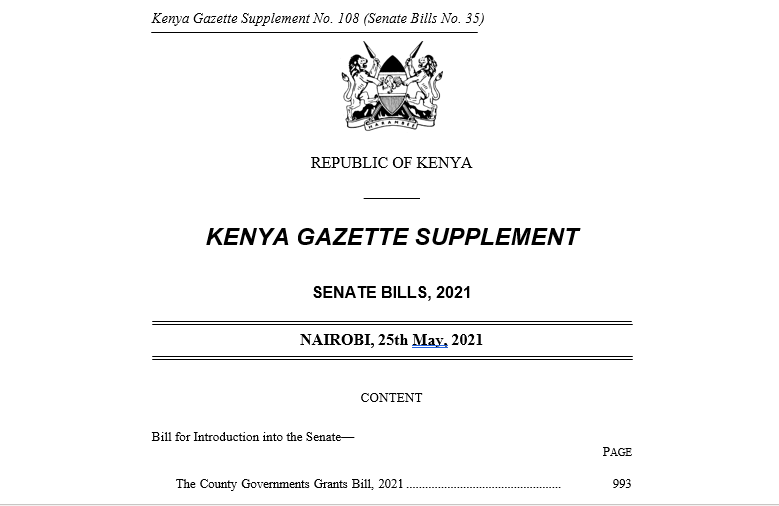 Kenya Gazette Supplement No. 108 (Senate Bills No. 35)
HARAMBEE
REPUBLIC OF KENYA
KENYA GAZETTE SUPPLEMENT
SENATE BILLS, 2021
NAIROBI, 25th May, 2021
CONTENT
Bill for Introduction into the Senate—
PAGE
The County Governments Grants Bill, 2021 ................................................. 993